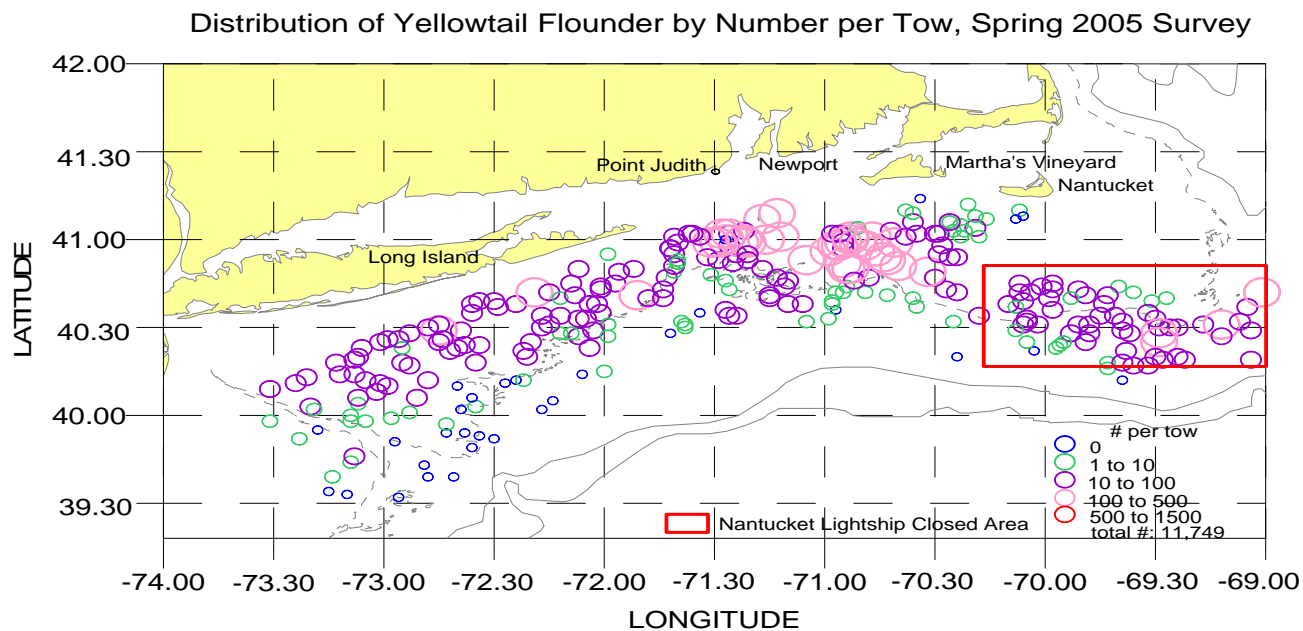 Distribution of Yellowtail Flounder by Number per Tow, Spring 2005 Survey
42.00
41.30
41.00
40.30
40.00
39.30
LATITUDE
Point Judith
Newport
Martha's Vineyard
Nantucket
Long Island
# per tow
0
1 to 10
10 to 100
100 to 500
500 to 1500
total #: 11,749
Nantucket Lightship Closed Area
-74.00 -73.30 -73.00 -72.30 -72.00 -71.30 -71.00 -70.30 -70.00 -69.30 -69.00
LONGITUDE